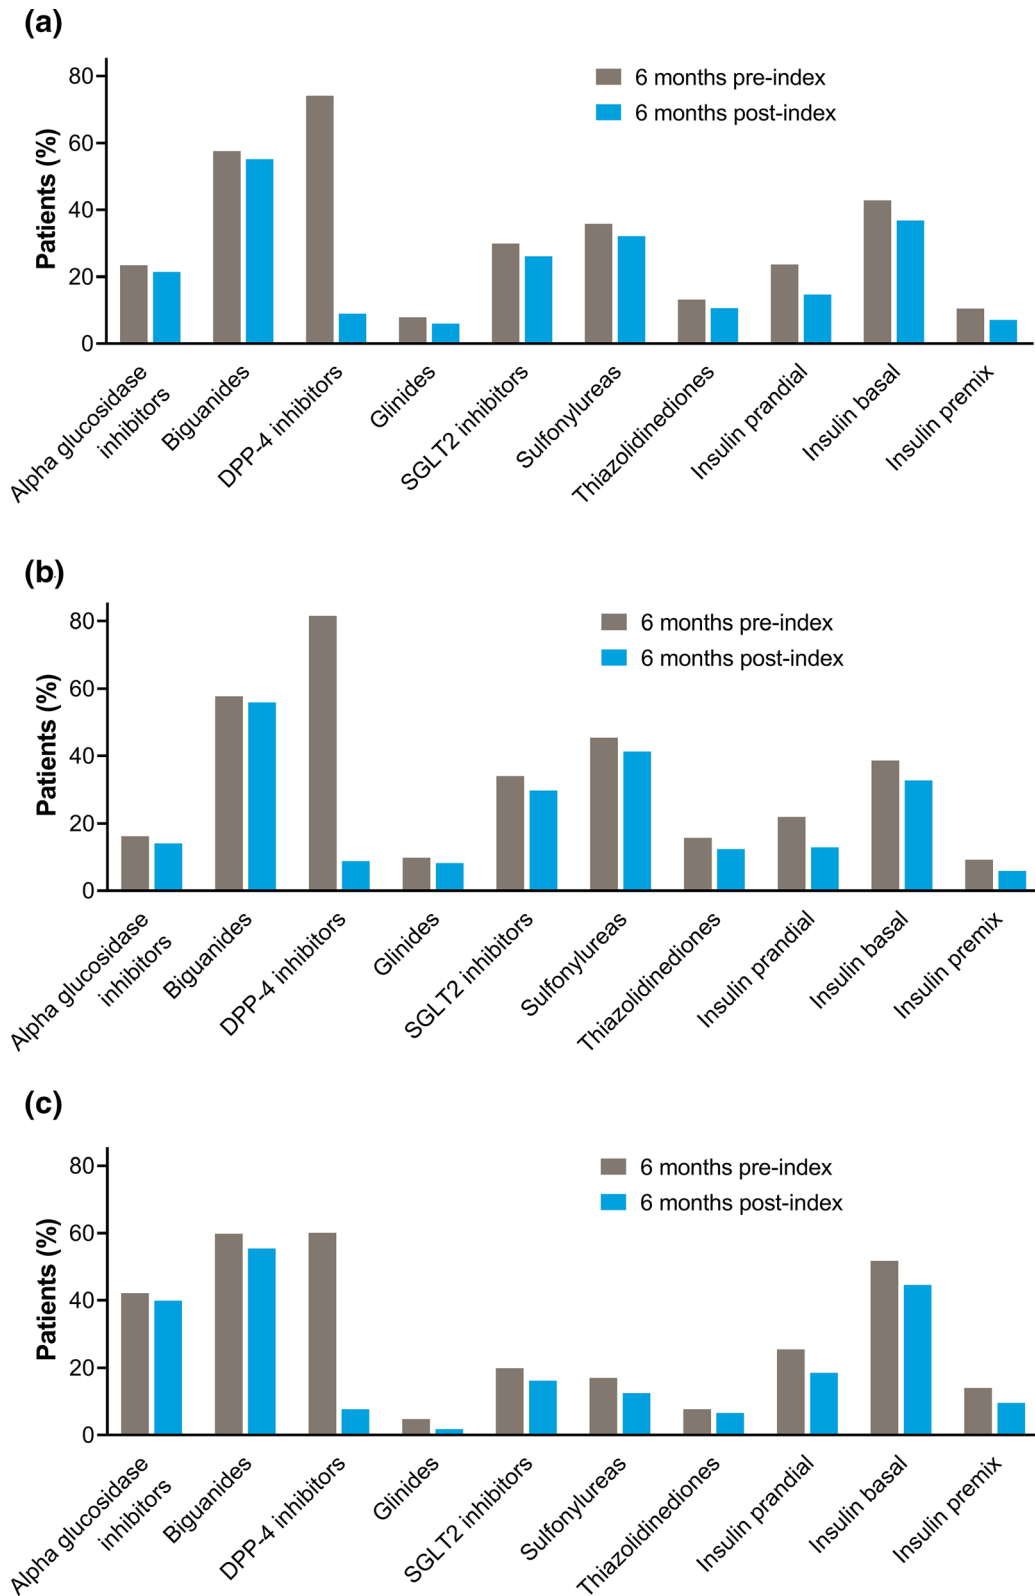 (a)
80
60
40
20
0
Patients (%)
6 months pre-index
6 months post-index
Alpha glucosidase
inhibitors
Biguanides
DPP-4 inhibitors
Glinides
SGLT2 inhibitors
Sulfonylureas
Thiazolidinediones
Insulin prandial
Insulin basal
Insulin premix
(b)
80
60
40
20
0
Patients (%)
6 months pre-index
6 months post-index
Alpha glucosidase
inhibitors
Biguanides
DPP-4 inhibitors
Glinides
SGLT2 inhibitors
Sulfonylureas
Thiazolidinediones
Insulin prandial
Insulin basal
Insulin premix
(c)
80
60
40
20
0
Patients (%)
6 months pre-index
6 months post-index
Alpha glucosidase
inhibitors
Biguanides
DPP-4 inhibitors
Glinides
SGLT2 inhibitors
Sulfonylureas
Thiazolidinediones
Insulin prandial
Insulin basal
Insulin premix